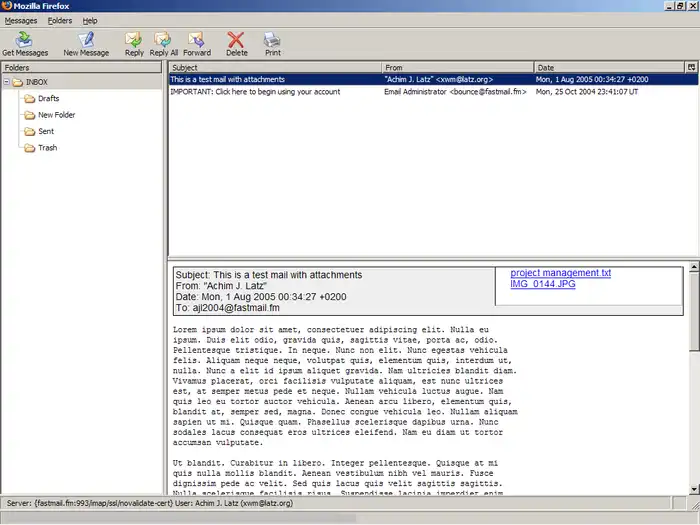 Mozilla Firefox
Messages Folders Help
Get Messages New Message Reply Reply All Forward Delete Print
Folders
INBOX
Drafts
New Folder
Sent
Trash
Subject From Date
This is a test mail with attachments "Achim J. Latz" <xwm@latz.org> Mon, 1 Aug 2005 00:34:27 +0200
IMPORTANT: Click here to begin using your account Email Administrator <bounce@fastmail.fm> Mon, 25 Oct 2004 23:41:07 UT
Subject: This is a test mail with attachments
From: "Achim J. Latz"
Date: Mon, 1 Aug 2005 00:34:27 +0200
To: ajl2004@fastmail.fm
project management.txt
IMG_0144.JPG
Lorem ipsum dolor sit amet, consectetuer adipiscing elit. Nulla eu
ipsum. Duis elit odio, gravida quis, sagittis vitae, porta ac, odio.
Pellentesque tristique. In neque. Nunc non elit. Nunc egestas vehicula
felis. Aliquam neque neque, volutpat quis, elementum quis, interdum ut,
nulla. Nunc a elit id ipsum aliquet gravida. Nam ultricies blandit diam.
Vivamus placerat, orci facilisis vulputate aliquam, est nunc ultrices
est, at semper metus pede et neque. Nullam vehicula luctus augue. Nam
quis leo eu tortor auctor vehicula. Aenean arcu libero, elementum quis,
blandit at, semper sed, magna. Donec congue vehicula leo. Nullam aliquam
sapien ut mi. Quisque quam. Phasellus scelerisque dapibus urna. Nunc
sodales lacus consequat eros ultrices eleifend. Nam eu diam ut tortor
accumsan vulputate.
Ut blandit. Curabitur in libero. Integer pellentesque. Quisque at mi
quis nulla mollis blandit. Aenean vestibulum nibh vel mauris. Fusce
dignissim pede ac velit. Sed quis lacus quis velit sagittis sagittis.
Nulla scelerisque facilisis risus. Suspendisse lacinia imperdiet enim
Server: {fastmail.fm:993/imap/ssl/novalidate-cert} User: Achim J. Latz (xwm@latz.org)